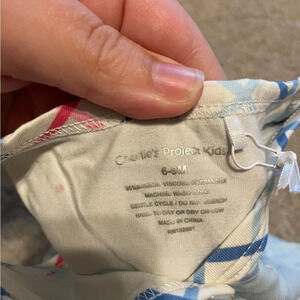 Charlie's Project Kids
6-9M
MACHINE WASH COLD
GENTLE CYCLE / DO NOT BLEACH
HANG TO DRY OR DRY ON LOW
MADE IN CHINA